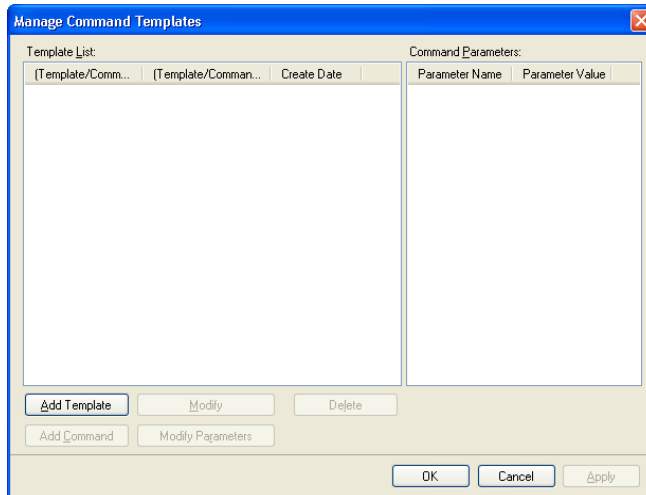 Manage Command Templates
Template List: Command Parameters:
(Template/Comm... (Template/Comman... Create Date Parameter Name Parameter Value
Add Template Modify Delete
Add Command Modify Parameters
OK Cancel Apply